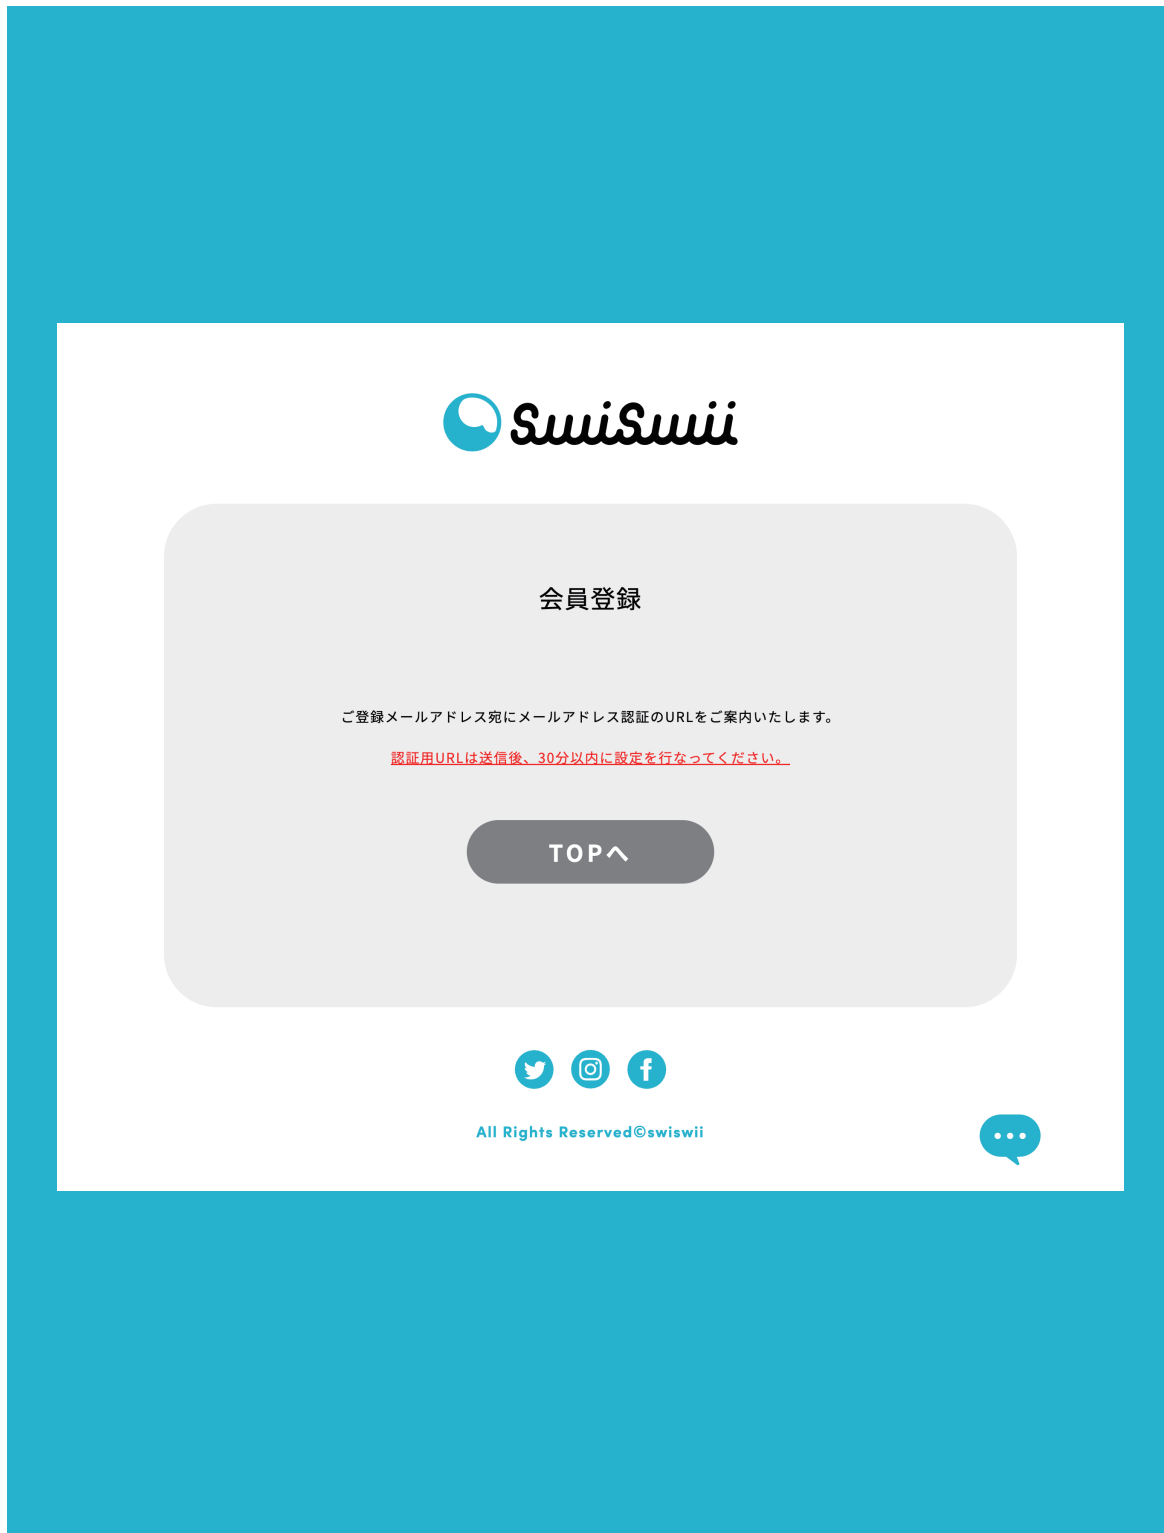 SwiSwii
会員登録
ご登録メールアドレス宛にメールアドレス認証のURLをご案内いたします。
認証用URLは送信後、30分以内に設定を行なってください。
TOPへ
All Rights Reserved©swiswii